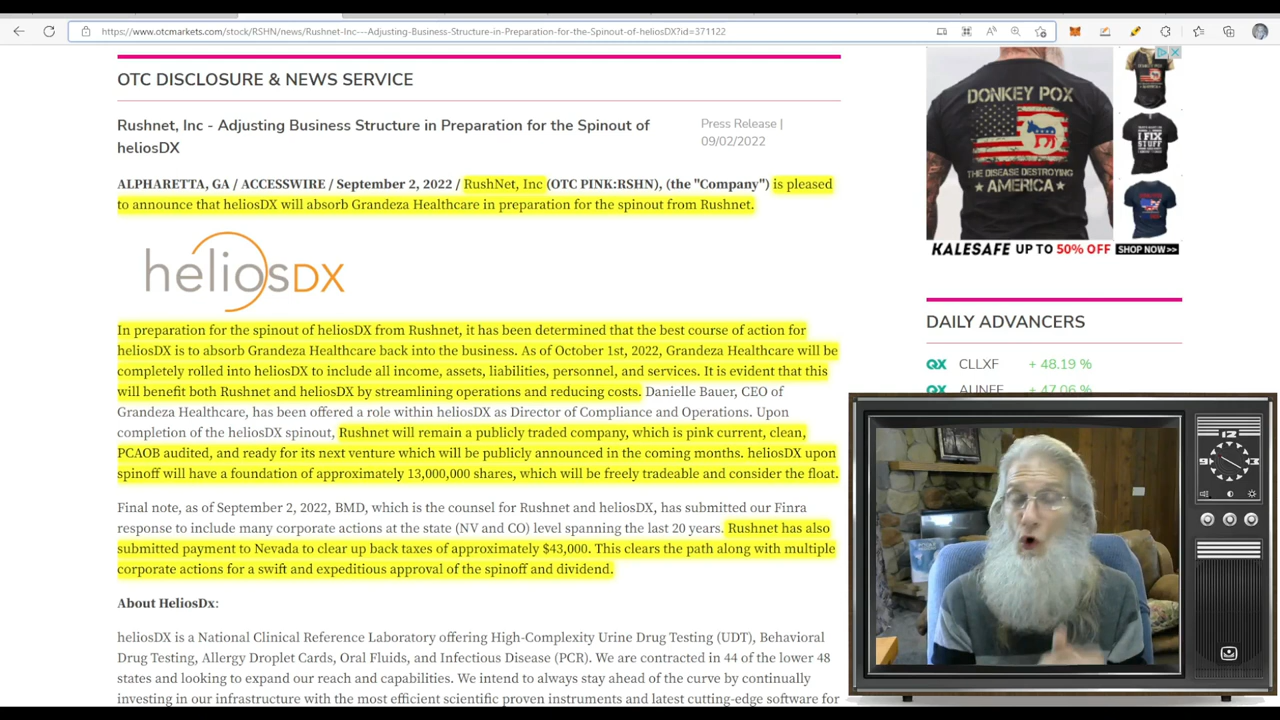 https://www.otcmarkets.com/stock/RSHN/news/Rushnet-Inc---Adjusting-Business-Structure-in-Preparation-for-the-Spinout-of-heliosDX?id=371122
OTC DISCLOSURE & NEWS SERVICE
Rushnet, Inc - Adjusting Business Structure in Preparation for the Spinout of
heliosDX
Press Release |
09/02/2022
ALPHARETTA, GA / ACCESSWIRE / September 2, 2022 / RushNet, Inc (OTC PINK:RSHN), (the "Company") is pleased
to announce that heliosDX will absorb Grandeza Healthcare in preparation for the spinout from Rushnet.
heliosDX
In preparation for the spinout of heliosDX from Rushnet, it has been determined that the best course of action for
heliosDX is to absorb Grandeza Healthcare back into the business. As of October 1st, 2022, Grandeza Healthcare will be
completely rolled into heliosDX to include all income, assets, liabilities, personnel, and services. It is evident that this
will benefit both Rushnet and heliosDX by streamlining operations and reducing costs. Danielle Bauer, CEO of
Grandeza Healthcare, has been offered a role within heliosDX as Director of Compliance and Operations. Upon
completion of the heliosDX spinout, Rushnet will remain a publicly traded company, which is pink current, clean,
PCAOB audited, and ready for its next venture which will be publicly announced in the coming months. heliosDX upon
spinoff will have a foundation of approximately 13,000,000 shares, which will be freely tradeable and consider the float.
Final note, as of September 2, 2022, BMD, which is the counsel for Rushnet and heliosDX, has submitted our Finra
response to include many corporate actions at the state (NV and CO) level spanning the last 20 years. Rushnet has also
submitted payment to Nevada to clear up back taxes of approximately $43,000. This clears the path along with multiple
corporate actions for a swift and expeditious approval of the spinoff and dividend.
About HeliosDx:
heliosDX is a National Clinical Reference Laboratory offering High-Complexity Urine Drug Testing (UDT), Behavioral
Drug Testing, Allergy Droplet Cards, Oral Fluids, and Infectious Disease (PCR). We are contracted in 44 of the lower 48
states and looking to expand our reach and capabilities. We intend to always stay ahead of the curve by continually
investing in our infrastructure with the most efficient scientific proven instruments and latest cutting-edge software for
DONKEY POX
THE DISEASE DESTROYING
★ AMERICA ★
I FIX
STUFF
KALESAFE UP TO 50% OFF SHOP NOW>>
DAILY ADVANCERS
QX CLLXF + 48.19 %
QX AUNFF + 47.06 %
12
9 3